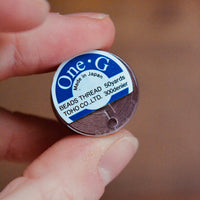 One·G
Made in Japan
BEADS THREAD 50yards
TOHO CO.,LTD. 300denier